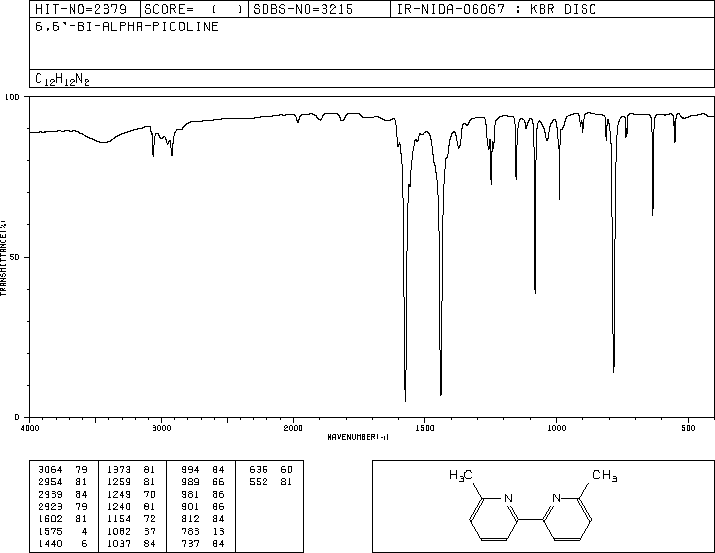 HIT-NO=2379 SCORE= ( ) SDBS-NO=3215 IR-NIDA-06067 : KBR DISC
6,6'-BI-ALPHA-PICOLINE
C12H12N2
100
TRANSMITTANCE(%)
50
0
4000 3000 2000 1500 1000 500
WAVENUMBER(-1)
3064 79 1373 81 994 84 636 60
2954 81 1259 81 989 66 552 81
2939 84 1249 70 981 86
2923 79 1240 81 901 86
1602 81 1154 72 812 84
1575 4 1082 37 783 13
1440 6 1037 84 737 84
H3C CH3
N N